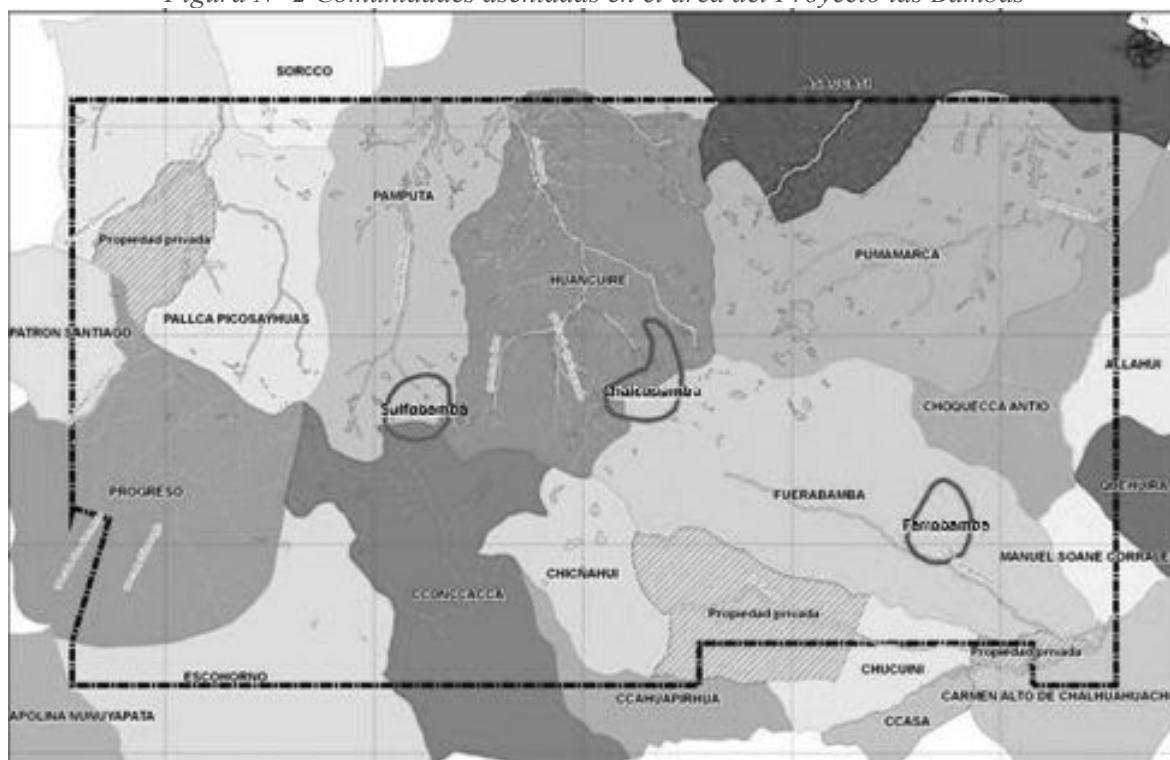 Figura N° 2 Comunidades asentadas en el área del Proyecto las Bambas
N
SORCCO
PAMPUTA
Propiedad privada
HUANCUIRE
PUMAMARCA
PATRON SANTIAGO
PALLCA PICOSAYHUAS
ALLAHUI
Sulfobamba
Chalcobamba
CHOQUECCA ANTIO
PROGRESO
FUERABAMBA
QUEHUIRA
Ferrobamba
MANUEL SOANE CORRALE
CHICÑAHUI
CCONCCACCA
Propiedad privada
Propiedad privada
ESCOHORNO
CHUCUINI
CCAHUAPIRHUA
CARMEN ALTO DE CHALHUAHUACHO
APOLINA NUNUYAPATA
CCASA